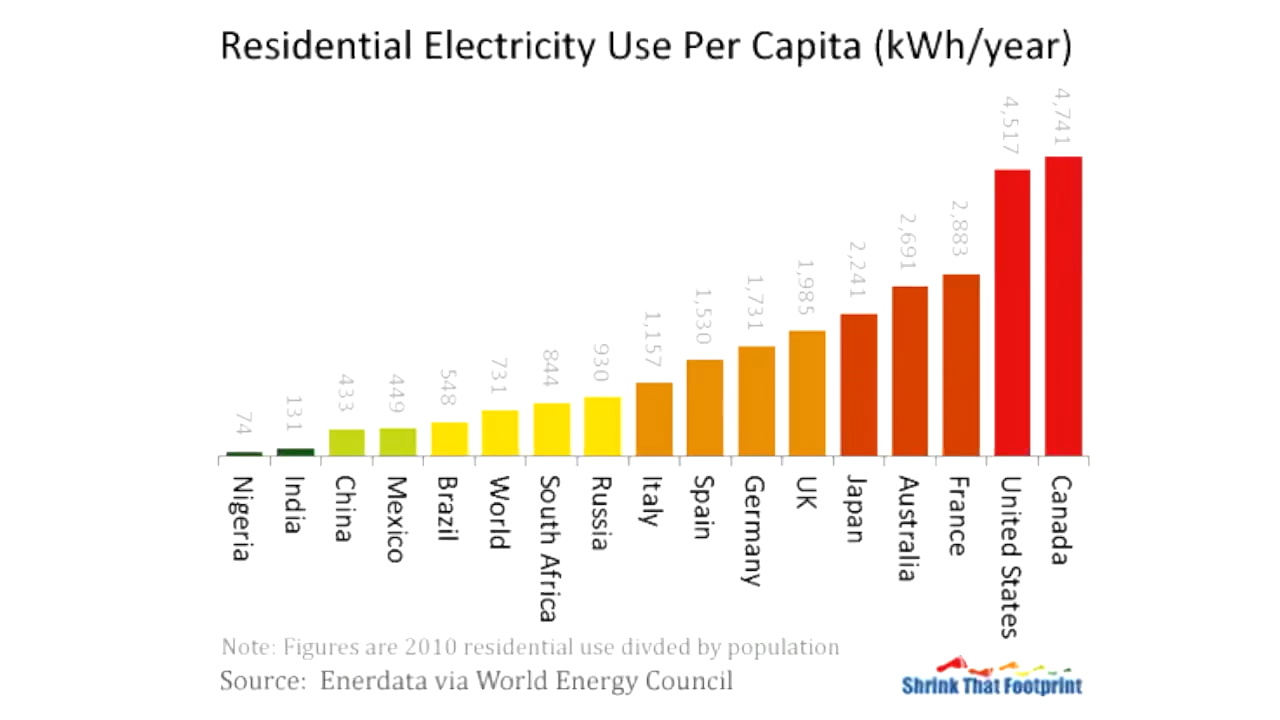 Residential Electricity Use Per Capita (kWh/year)
74
131
433
449
548
731
844
930
1,157
1,530
1,731
1,985
2,241
2,691
2,883
4,517
4,741
Nigeria
India
China
Mexico
Brazil
World
South Africa
Russia
Italy
Spain
Germany
UK
Japan
Australia
France
United States
Canada
Note: Figures are 2010 residential use divded by population
Source: Enerdata via World Energy Council
Shrink That Footprint